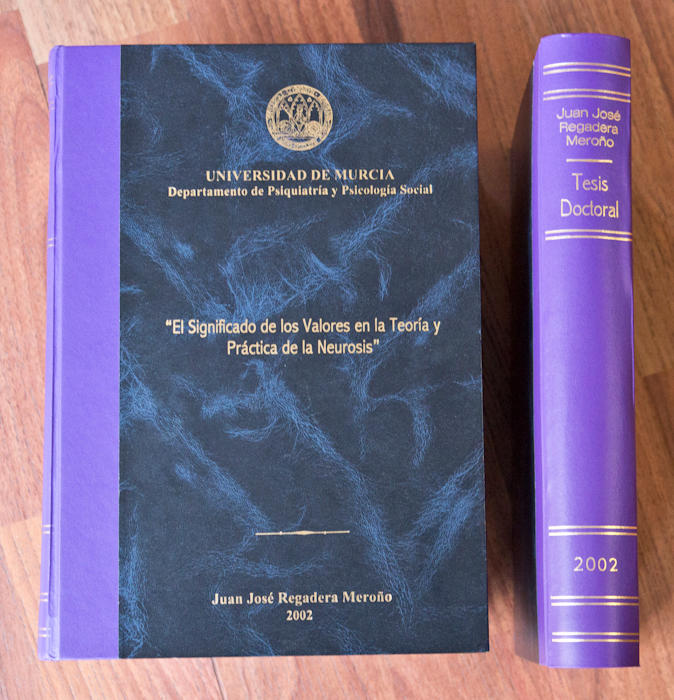 UNIVERSIDAD DE MURCIA
Departamento de Psiquiatría y Psicología Social
“El Significado de los Valores en la Teoría y
Práctica de la Neurosis”
Juan José Regadera Meroño
2002
Juan José
Regadera
Meroño
Tesis
Doctoral
2002